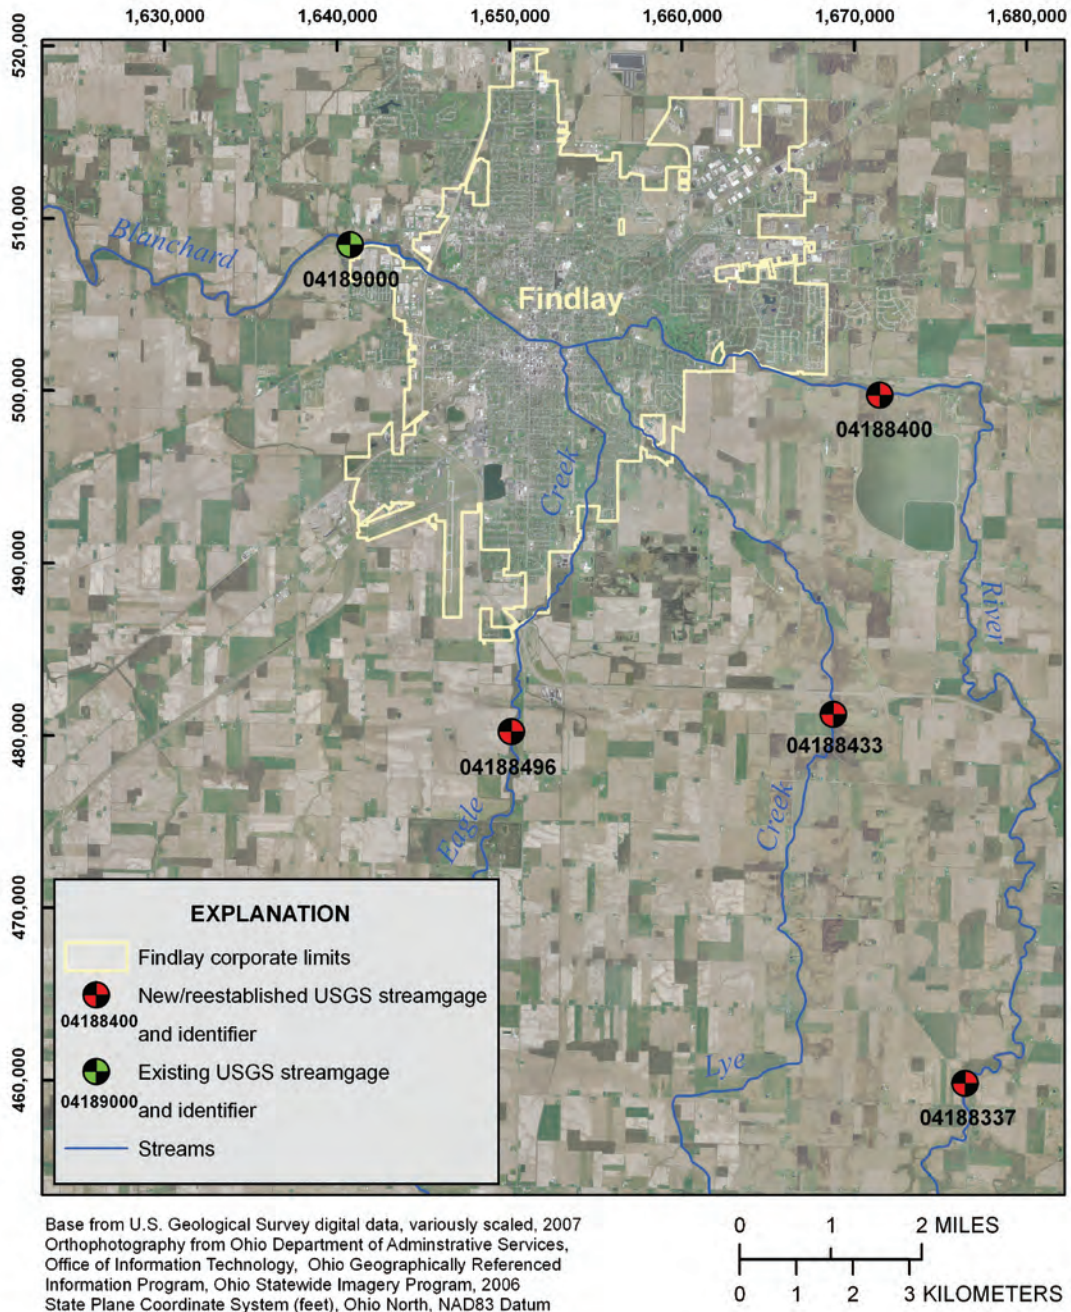 1,630,000 1,640,000 1,650,000 1,660,000 1,670,000 1,680,000
520,000
510,000
500,000
490,000
480,000
470,000
460,000
Blanchard
04189000
Findlay
04188400
Creek
River
04188433
04188496
Eagle
Creek
Lye
04188337
EXPLANATION
Findlay corporate limits
New/reestablished USGS streamgage
04188400 and identifier
Existing USGS streamgage
04189000 and identifier
Streams
Base from U.S. Geological Survey digital data, variously scaled, 2007
Orthophotography from Ohio Department of Adminstrative Services,
Office of Information Technology, Ohio Geographically Referenced
Information Program, Ohio Statewide Imagery Program, 2006
State Plane Coordinate System (feet), Ohio North, NAD83 Datum
0 1 2 MILES
0 1 2 3 KILOMETERS